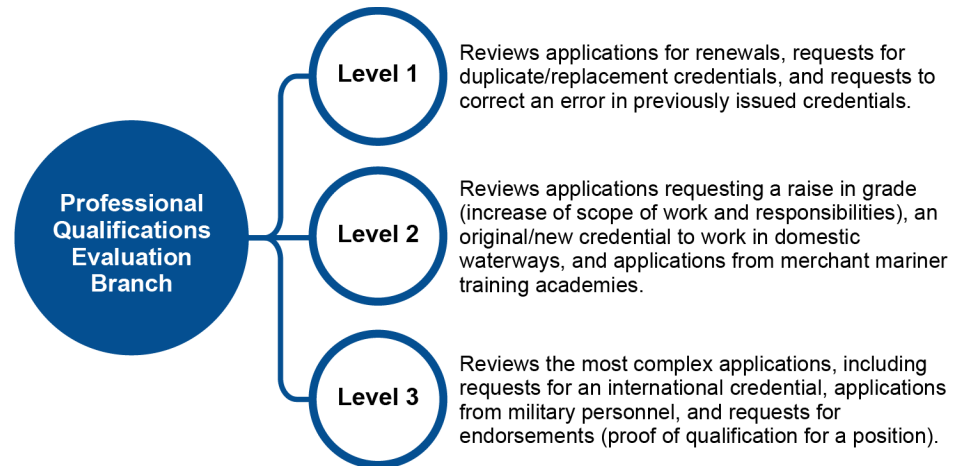 Professional
Qualifications
Evaluation
Branch
Level 1
Reviews applications for renewals, requests for
duplicate/replacement credentials, and requests to
correct an error in previously issued credentials.
Level 2
Reviews applications requesting a raise in grade
(increase of scope of work and responsibilities), an
original/new credential to work in domestic
waterways, and applications from merchant mariner
training academies.
Level 3
Reviews the most complex applications, including
requests for an international credential, applications
from military personnel, and requests for
endorsements (proof of qualification for a position).